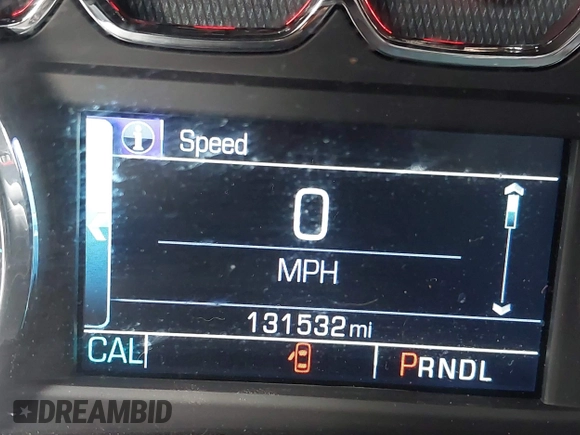 Speed
0
MPH
131532 mi
CAL
PRNDL
DREAMBID